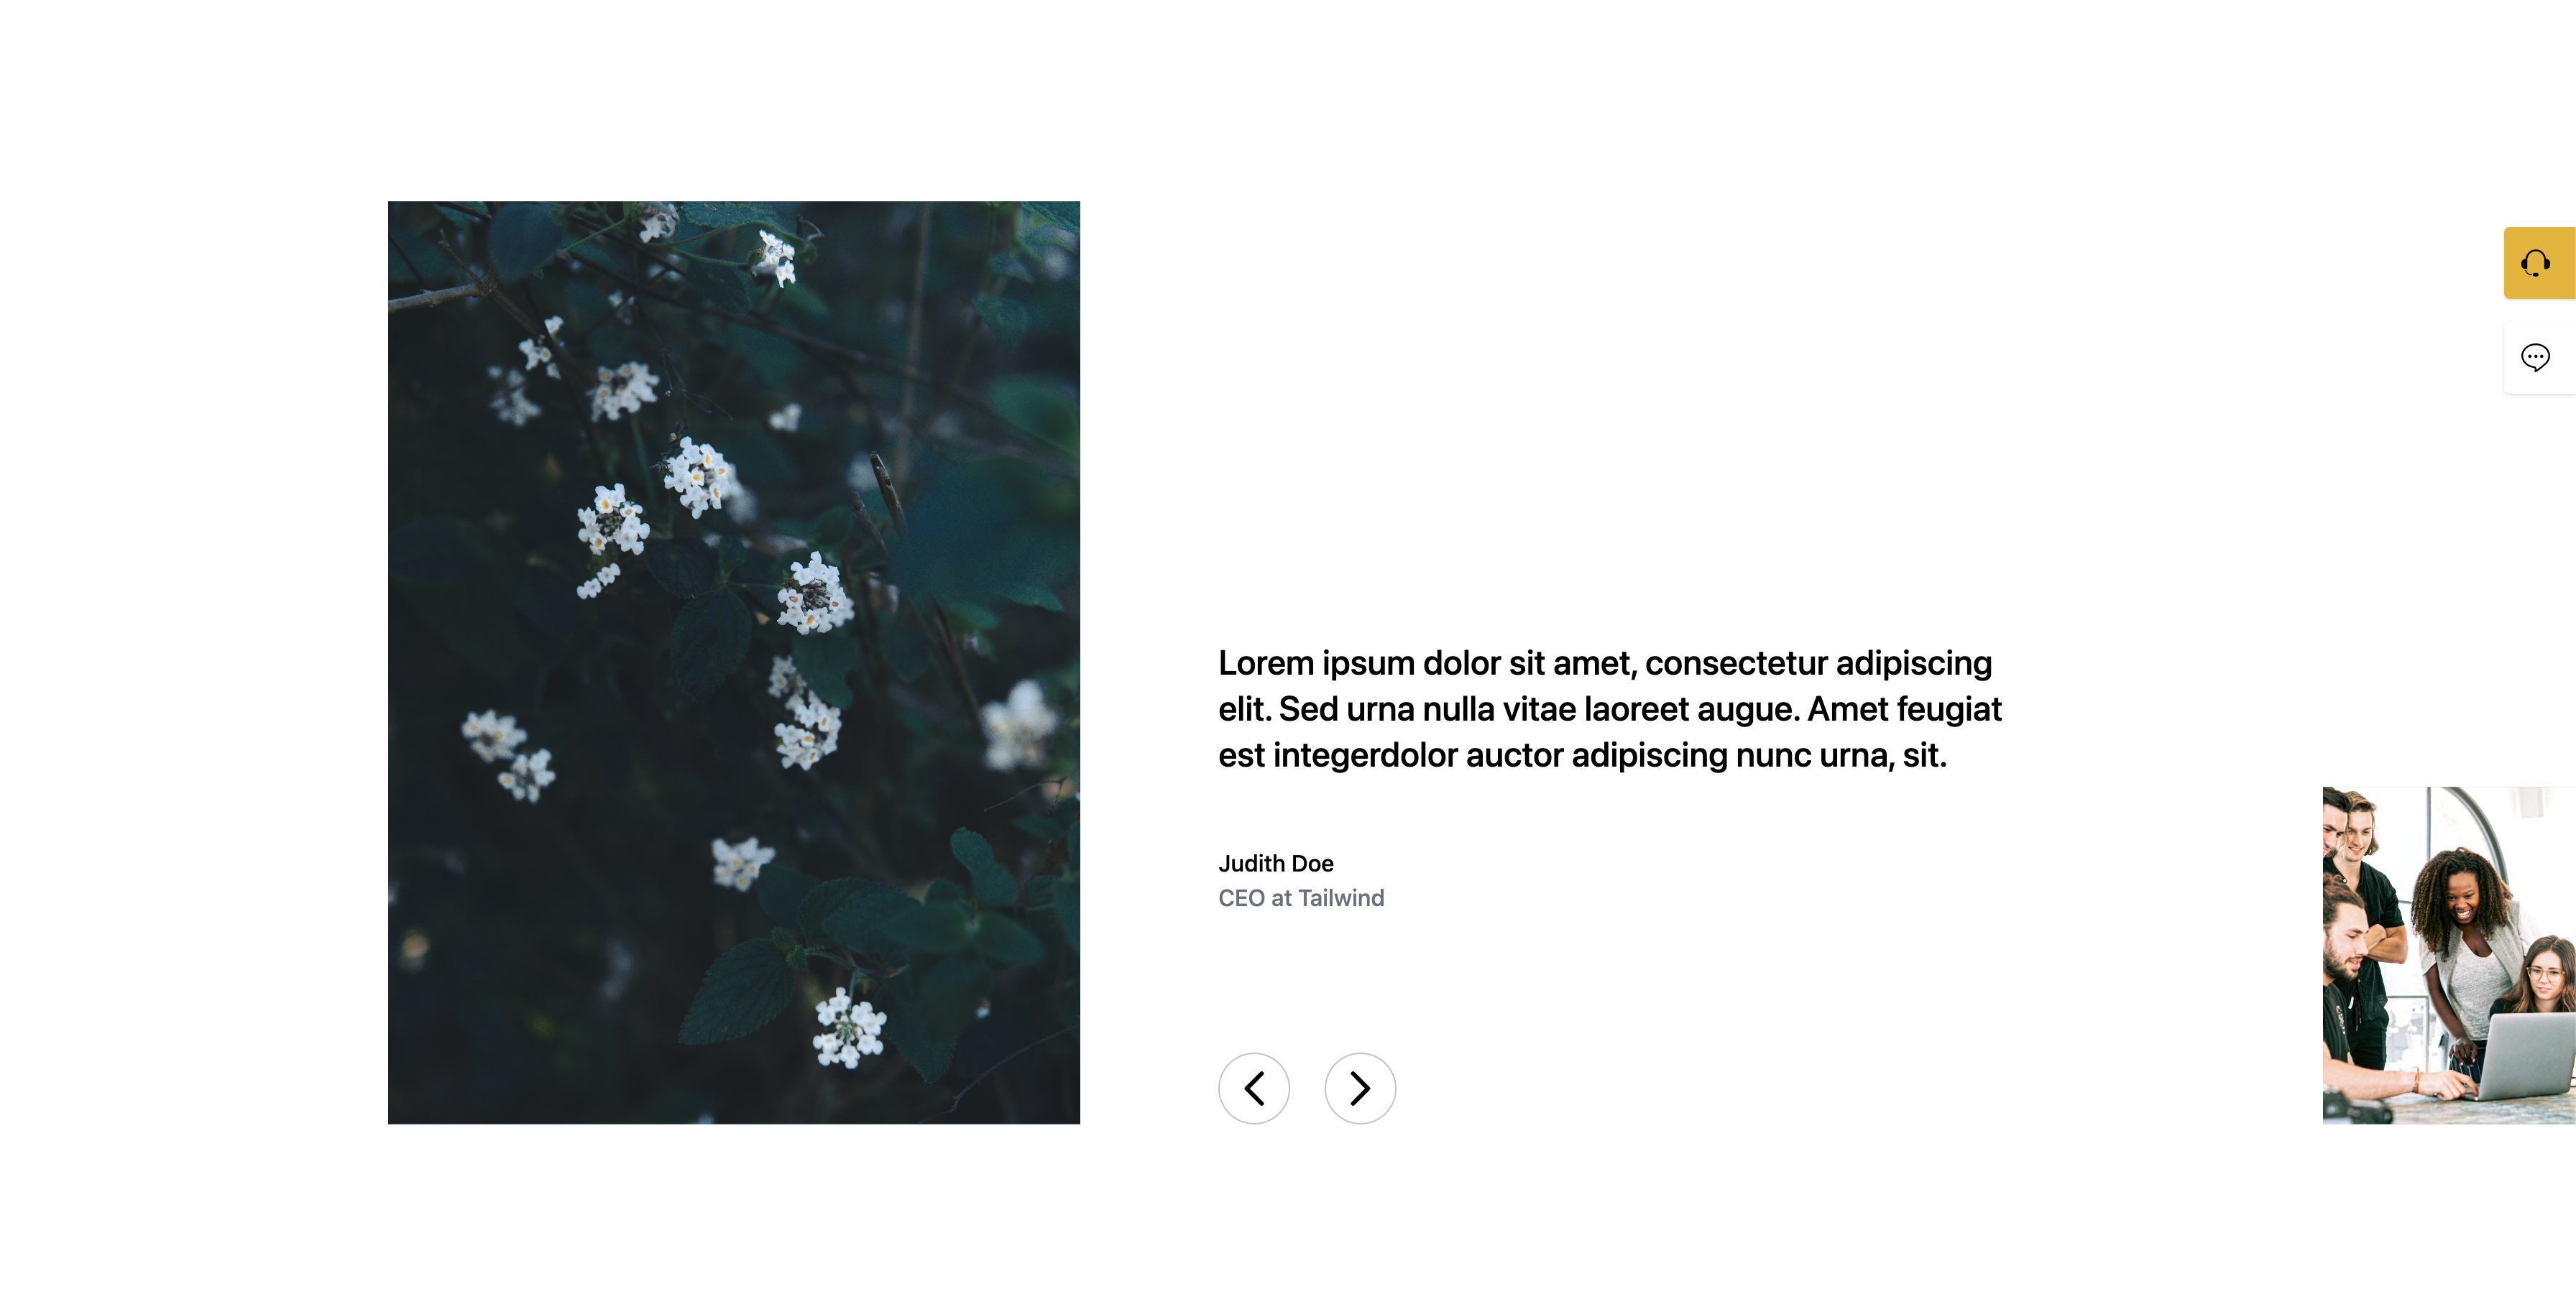 Lorem ipsum dolor sit amet, consectetur adipiscing
elit. Sed urna nulla vitae laoreet augue. Amet feugiat
est integerdolor auctor adipiscing nunc urna, sit.
Judith Doe
CEO at Tailwind